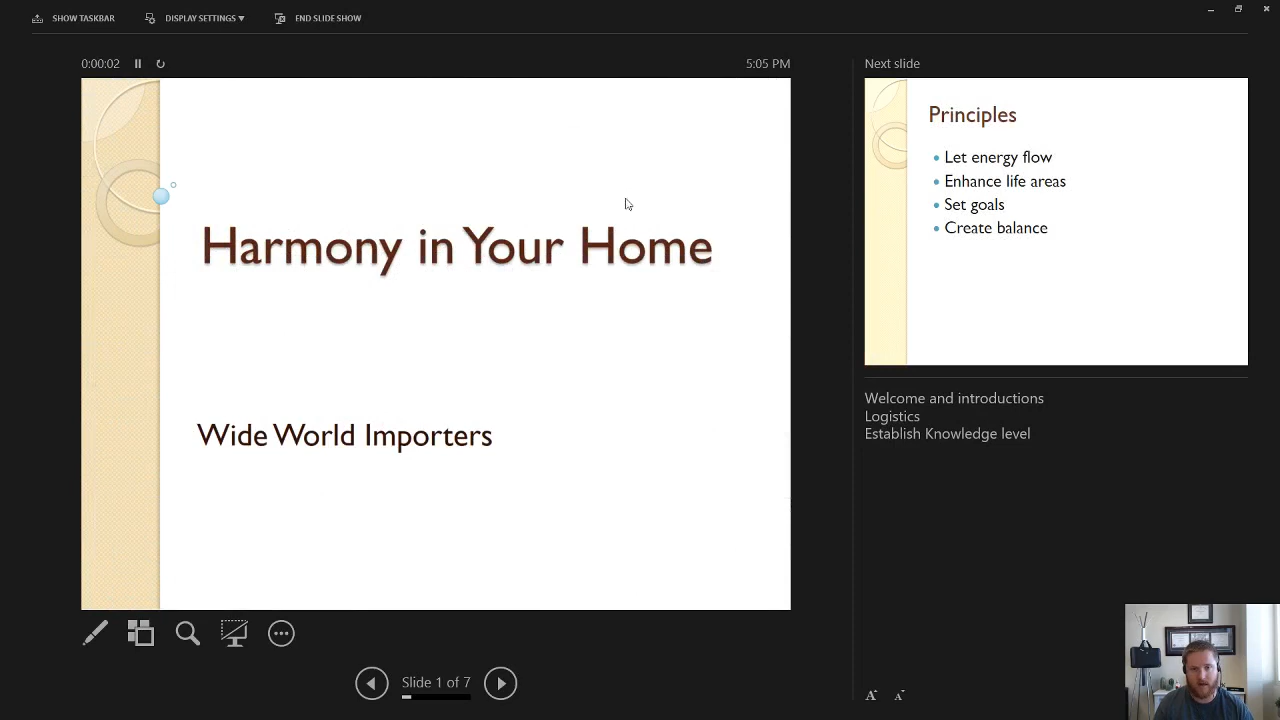 SHOW TASKBAR
DISPLAY SETTINGS ▾
END SLIDE SHOW
0:00:02
5:05 PM
Harmony in Your Home
Wide World Importers
Slide 1 of 7
Next slide
Principles
• Let energy flow
• Enhance life areas
• Set goals
• Create balance
Welcome and introductions
Logistics
Establish Knowledge level
A A